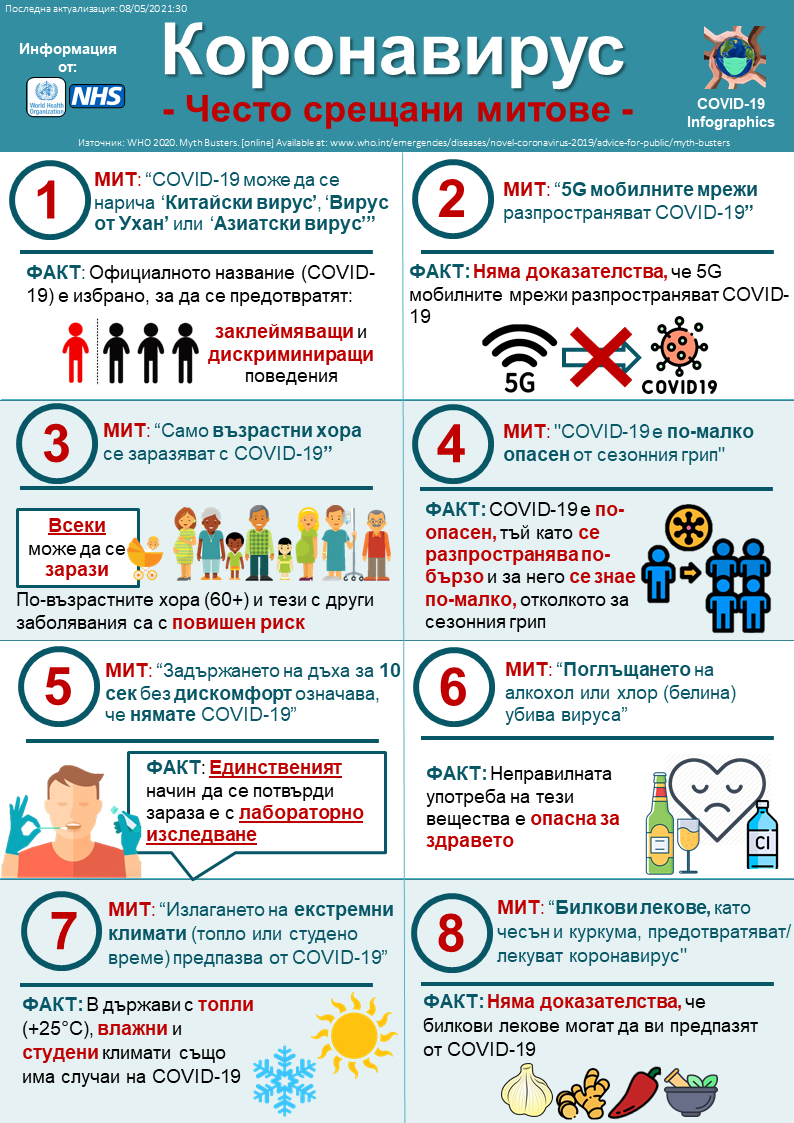 Последна актуализация: 08/05/2021:30
Информация
от:
World Health
Organization
NHS
Коронавирус
- Често срещани митове -
COVID-19
Infographics
Източник: WHO 2020. Myth Busters. [online] Available at: www.who.int/emergencies/diseases/novel-coronavirus-2019/advice-for-public/myth-busters
1
МИТ: “COVID-19 може да се
нарича ‘Китайски вирус’, ‘Вирус
от Ухан’ или ‘Азиатски вирус’”
ФАКТ: Официалното название (COVID-
19) е избрано, за да се предотвратят:
заклеймяващи и
дискриминиращи
поведения
2
МИТ: “5G мобилните мрежи
разпространяват COVID-19”
ФАКТ: Няма доказателства, че 5G
мобилните мрежи разпространяват COVID-
19
5G
COVID19
3
МИТ: “Само възрастни хора
се заразяват с COVID-19”
Всеки
може да се
зарази
По-възрастните хора (60+) и тези с други
заболявания са с повишен риск
4
МИТ: "COVID-19 е по-малко
опасен от сезонния грип"
ФАКТ: COVID-19 е по-
опасен, тъй като се
разпространява по-
бързо и за него се знае
по-малко, отколкото за
сезонния грип
5
МИТ: “Задържането на дъха за 10
сек без дискомфорт означава,
че нямате COVID-19”
ФАКТ: Единственият
начин да се потвърди
зараза е с лабораторно
изследване
6
МИТ: “Поглъщането на
алкохол или хлор (белина)
убива вируса”
ФАКТ: Неправилната
употреба на тези
вещества е опасна за
здравето
Cl
7
МИТ: “Излагането на екстремни
климати (топло или студено
време) предпазва от COVID-19”
ФАКТ: В държави с топли
(+25°C), влажни и
студени климати също
има случаи на COVID-19
8
МИТ: “Билкови лекове, като
чесън и куркума, предотвратяват/
лекуват коронавирус"
ФАКТ: Няма доказателства, че
билкови лекове могат да ви предпазят
от COVID-19